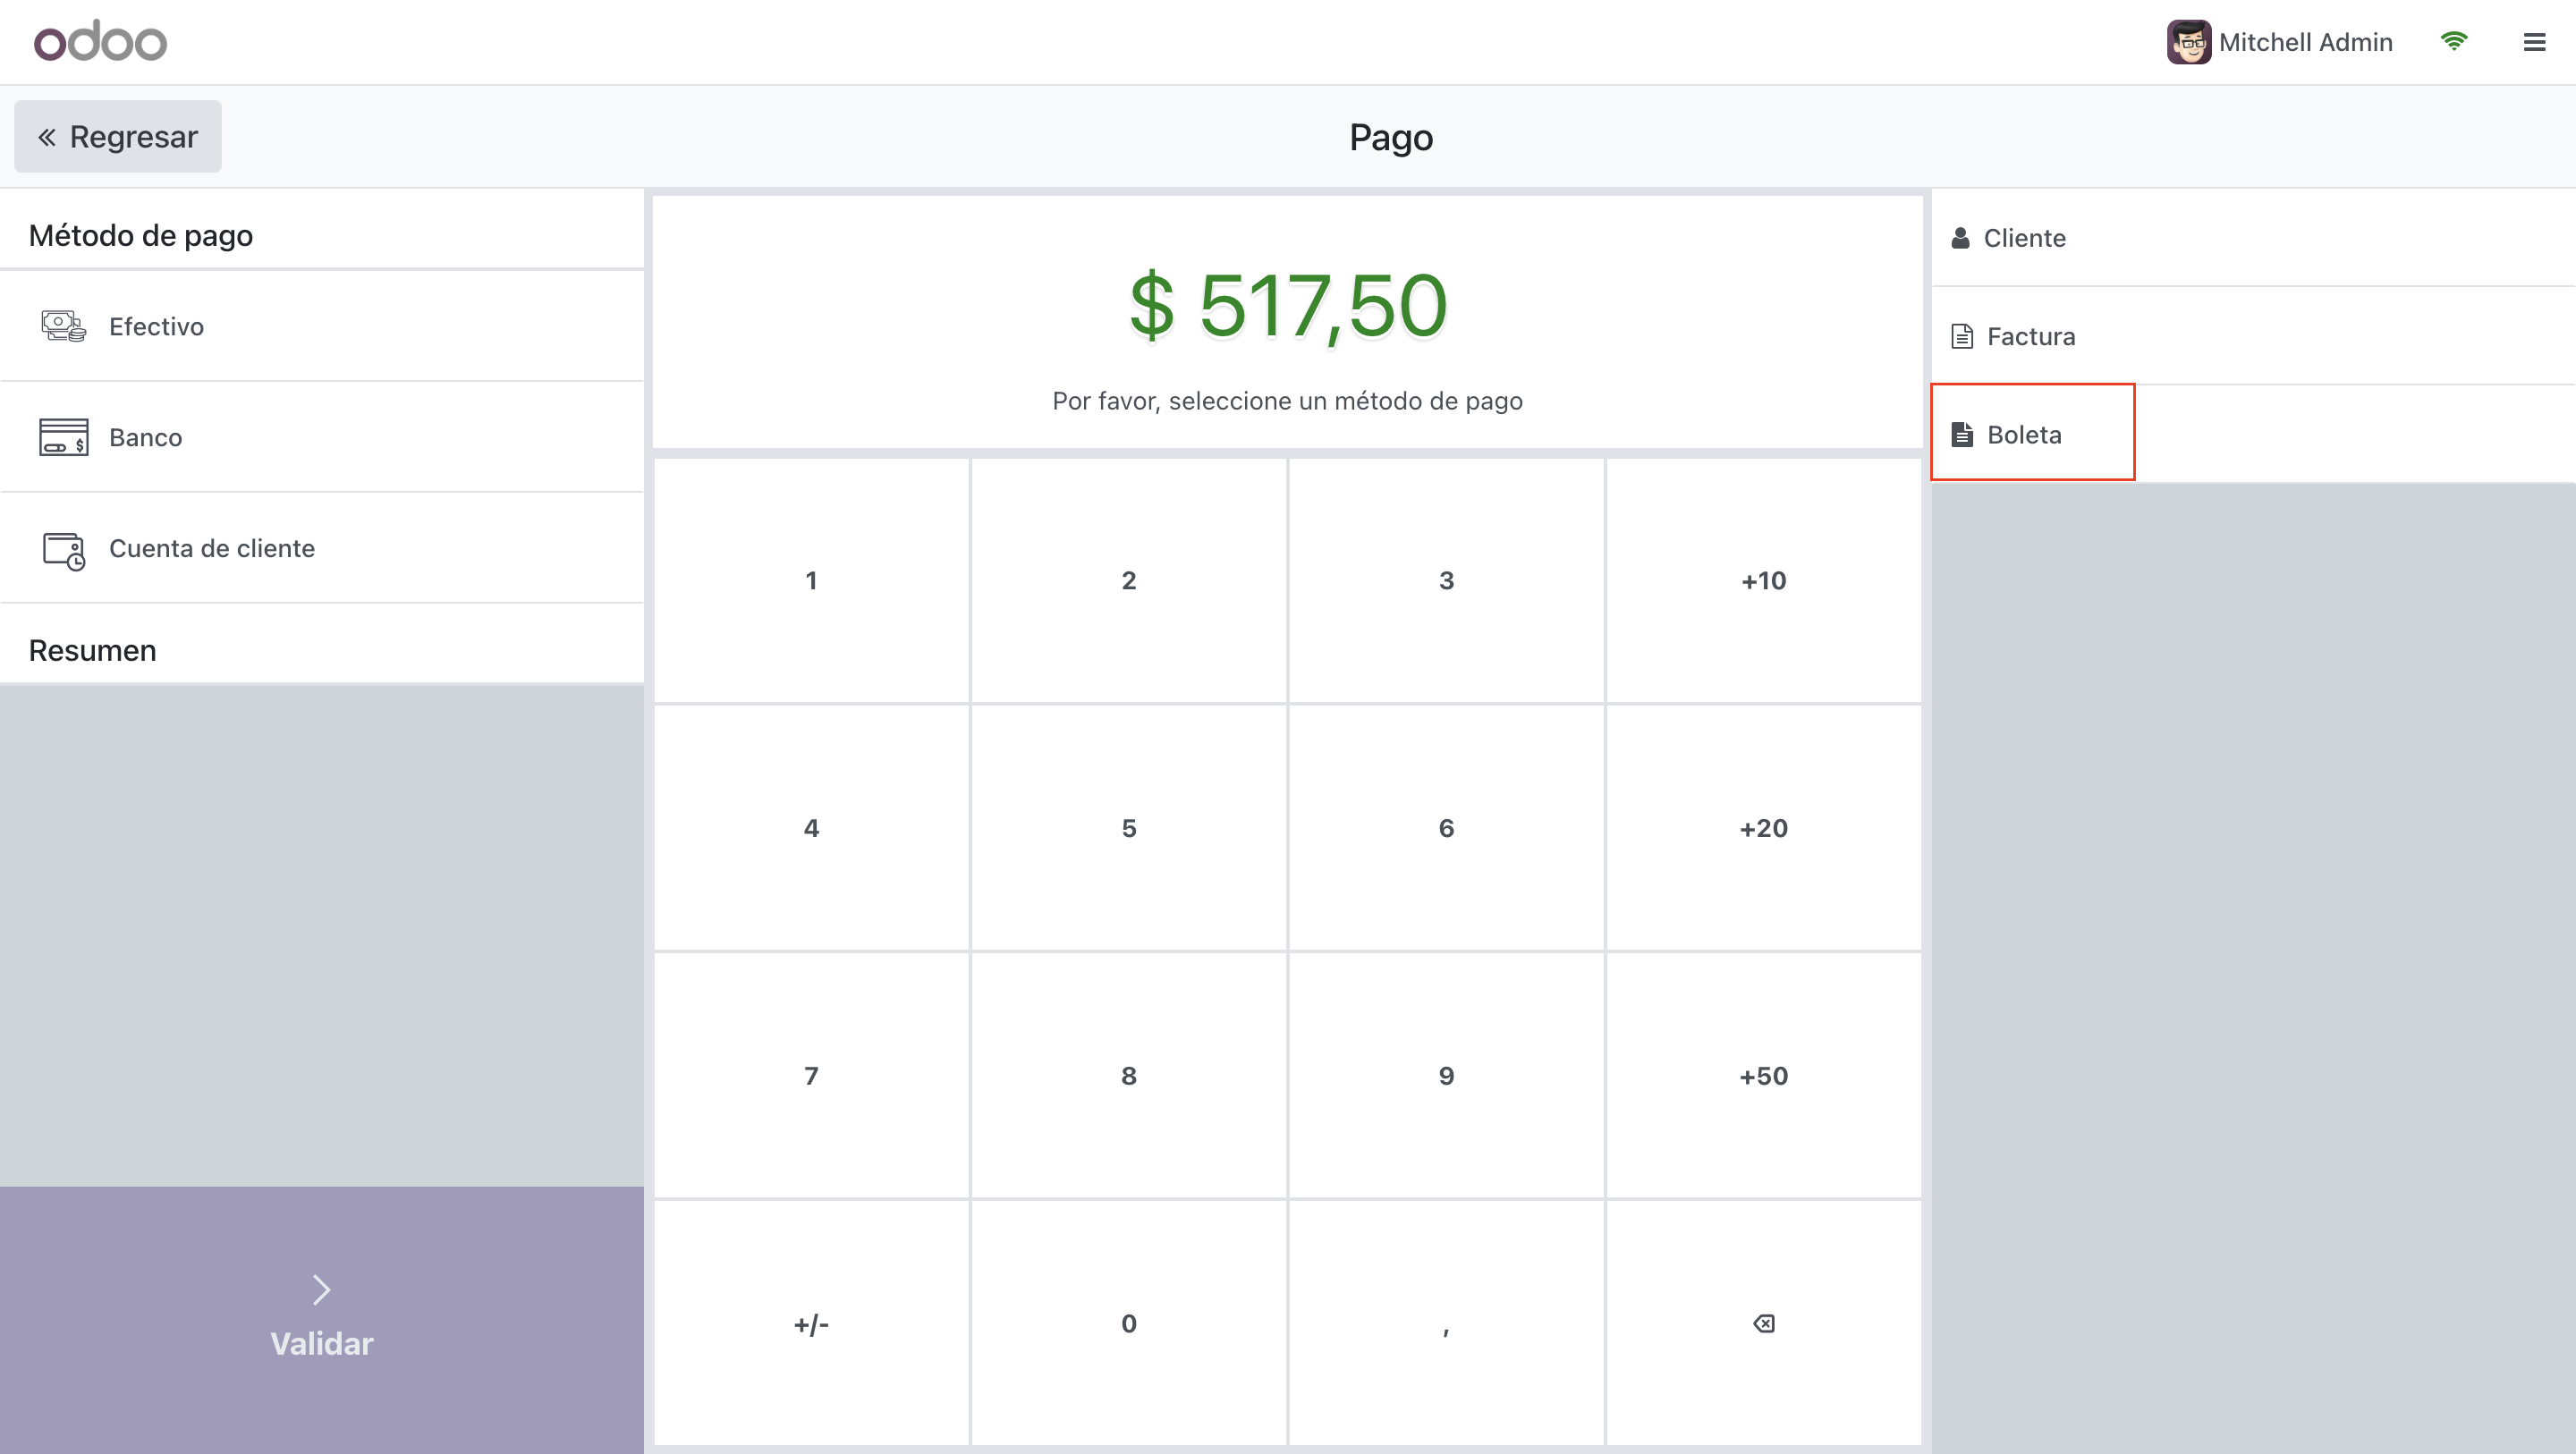 odoo
Mitchell Admin
Regresar
Pago
Método de pago
Efectivo
Banco
Cuenta de cliente
Resumen
Validar
$ 517,50
Por favor, seleccione un método de pago
1 2 3 +10
4 5 6 +20
7 8 9 +50
+/- 0 ,
Cliente
Factura
Boleta